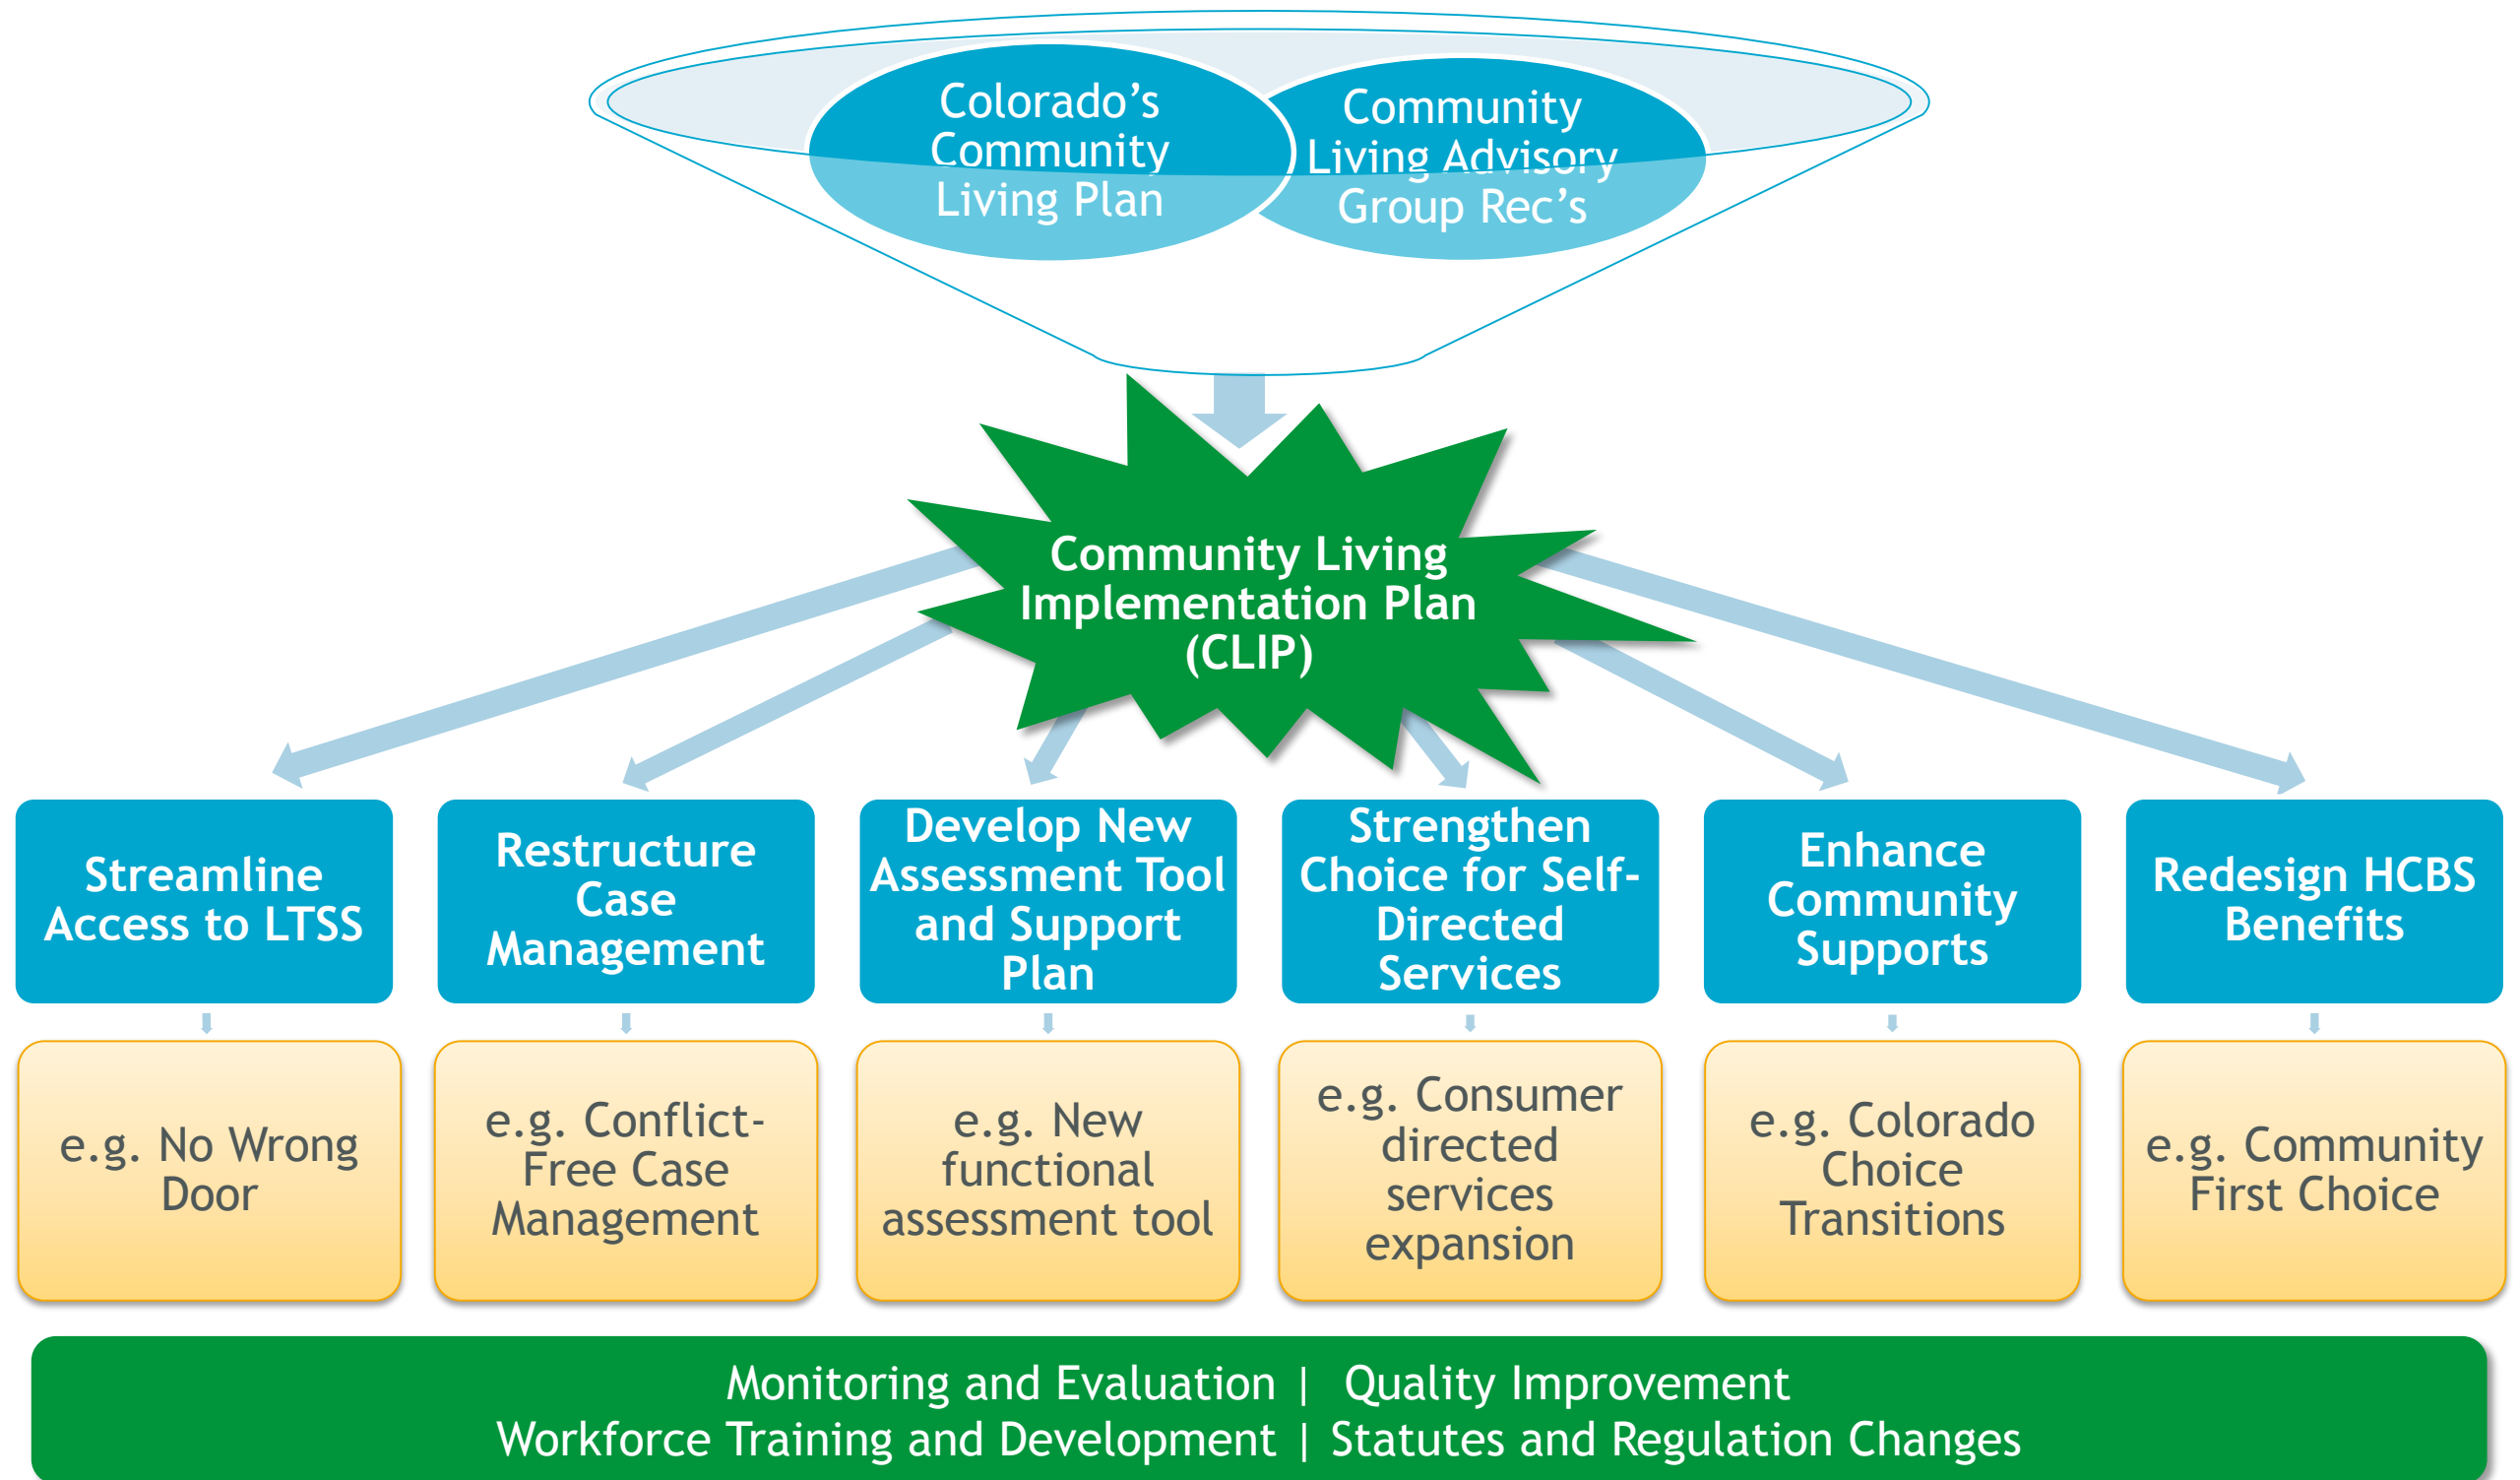 Colorado’s
Community
Living Plan
Community
Living Advisory
Group Rec’s
Community Living
Implementation Plan
(CLIP)
Streamline
Access to LTSS
Restructure
Case
Management
Develop New
Assessment Tool
and Support
Plan
Strengthen
Choice for Self-
Directed
Services
Enhance
Community
Supports
Redesign HCBS
Benefits
e.g. No Wrong
Door
e.g. Conflict-
Free Case
Management
e.g. New
functional
assessment tool
e.g. Consumer
directed
services
expansion
e.g. Colorado
Choice
Transitions
e.g. Community
First Choice
Monitoring and Evaluation | Quality Improvement
Workforce Training and Development | Statutes and Regulation Changes